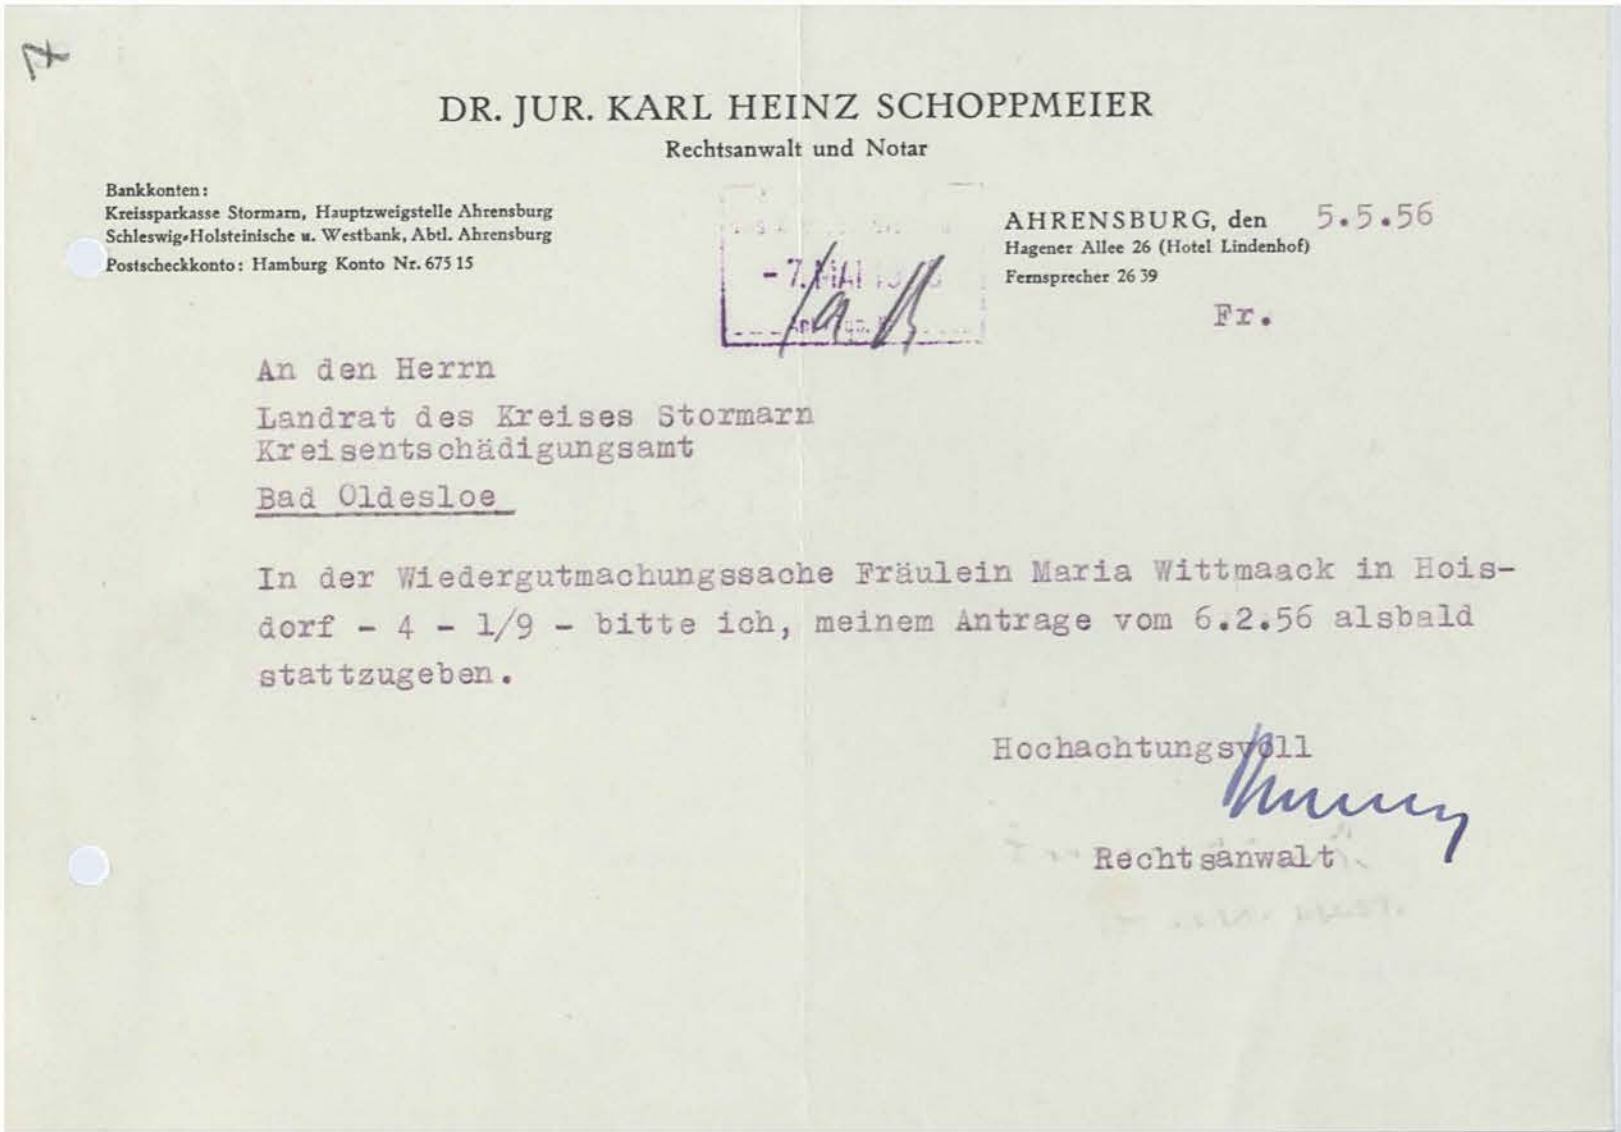 DR. JUR. KARL HEINZ SCHOPPMEIER
Rechtsanwalt und Notar
Bankkonten:
Kreissparkasse Stormarn, Hauptzweigstelle Ahrensburg
Schleswig-Holsteinische u. Westbank, Abtl. Ahrensburg
Postscheckkonto: Hamburg Konto Nr. 675 15
- 7. MAI
AHRENSBURG, den 5.5.56
Hagener Allee 26 (Hotel Lindenhof)
Fernsprecher 26 39
Fr.
An den Herrn
Landrat des Kreises Stormarn
Kreisentschädigungsamt
Bad Oldesloe
In der Wiedergutmachungssache Fräulein Maria Wittmaack in Hois-
dorf - 4 - 1/9 - bitte ich, meinem Antrage vom 6.2.56 alsbald
stattzugeben.
Hochachtungsvoll
Rechtsanwalt